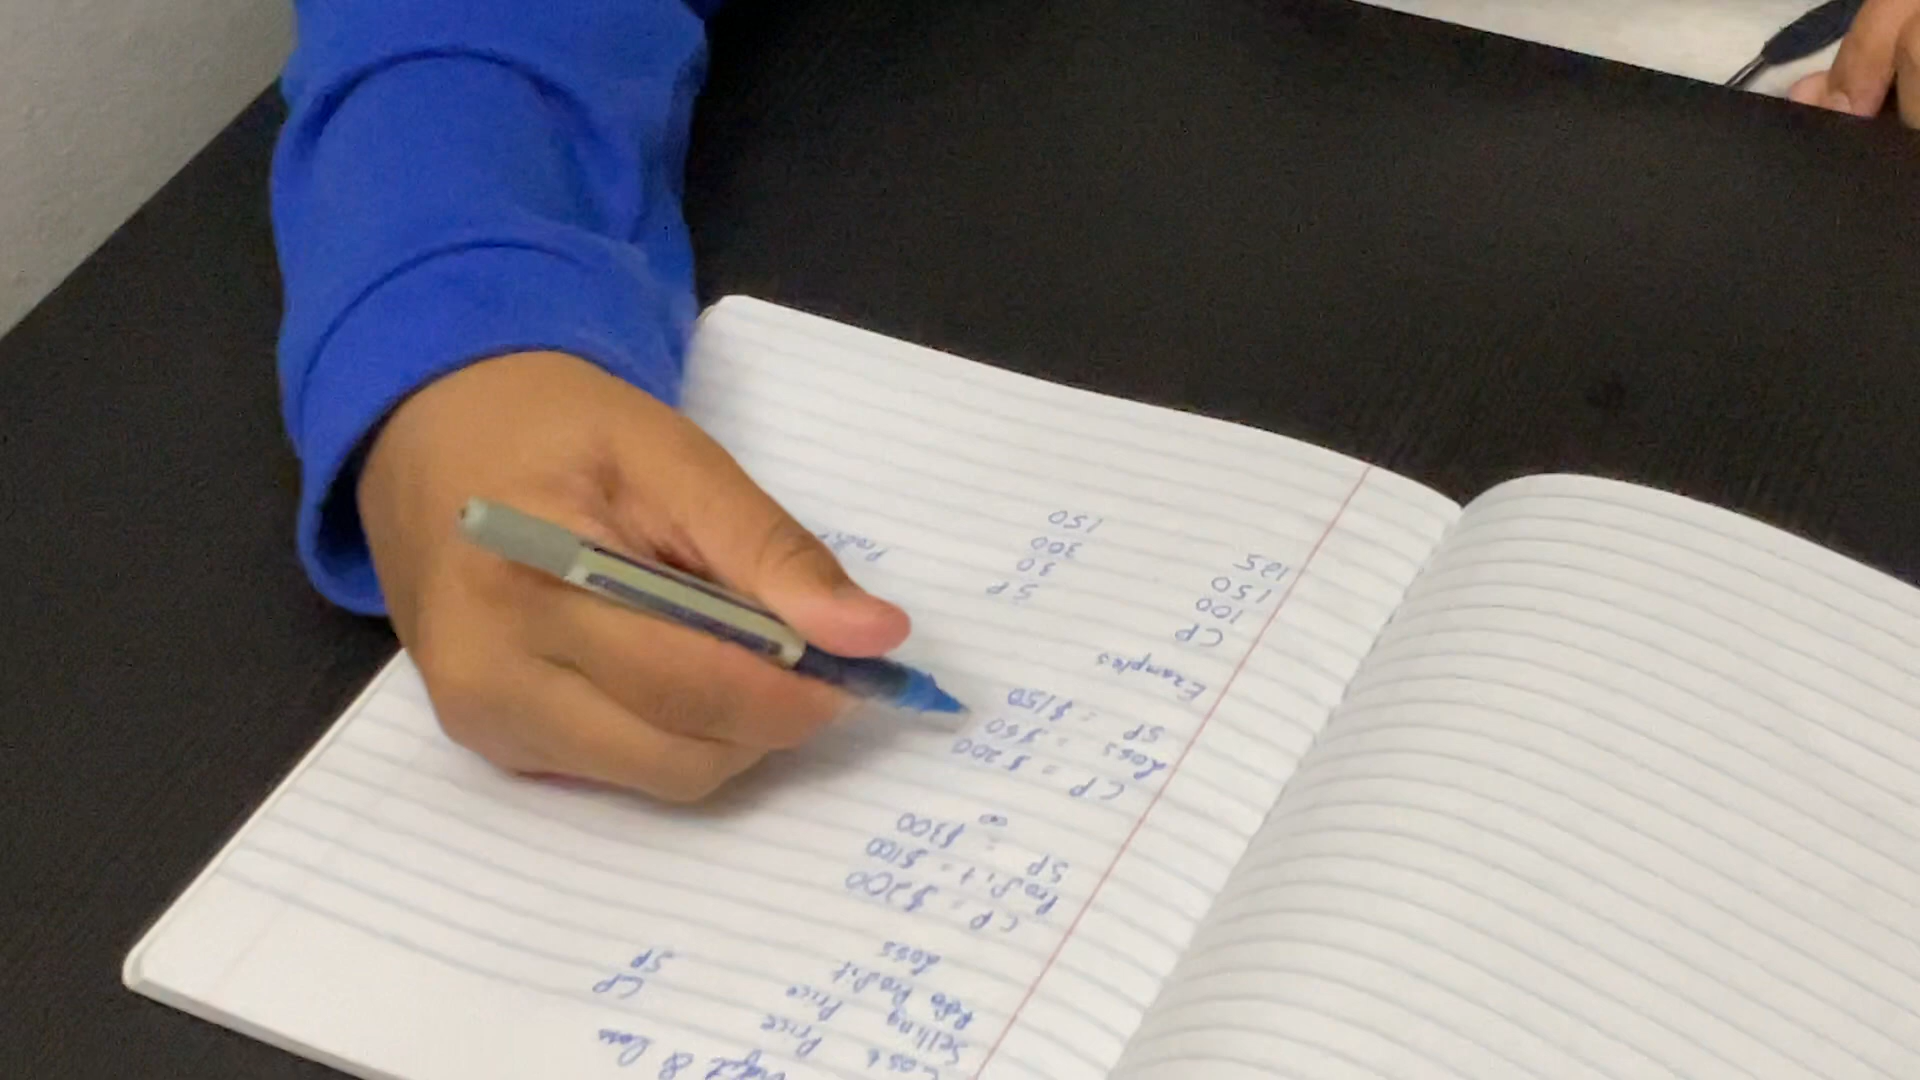 & Loss
Cost Price CP
Selling Price SP
Profit
Loss
CP = $200
Profit = $100
SP = $300
CP = $200
Loss = $50
SP = $150
Examples
CP SP
100 30
150 300
125 150